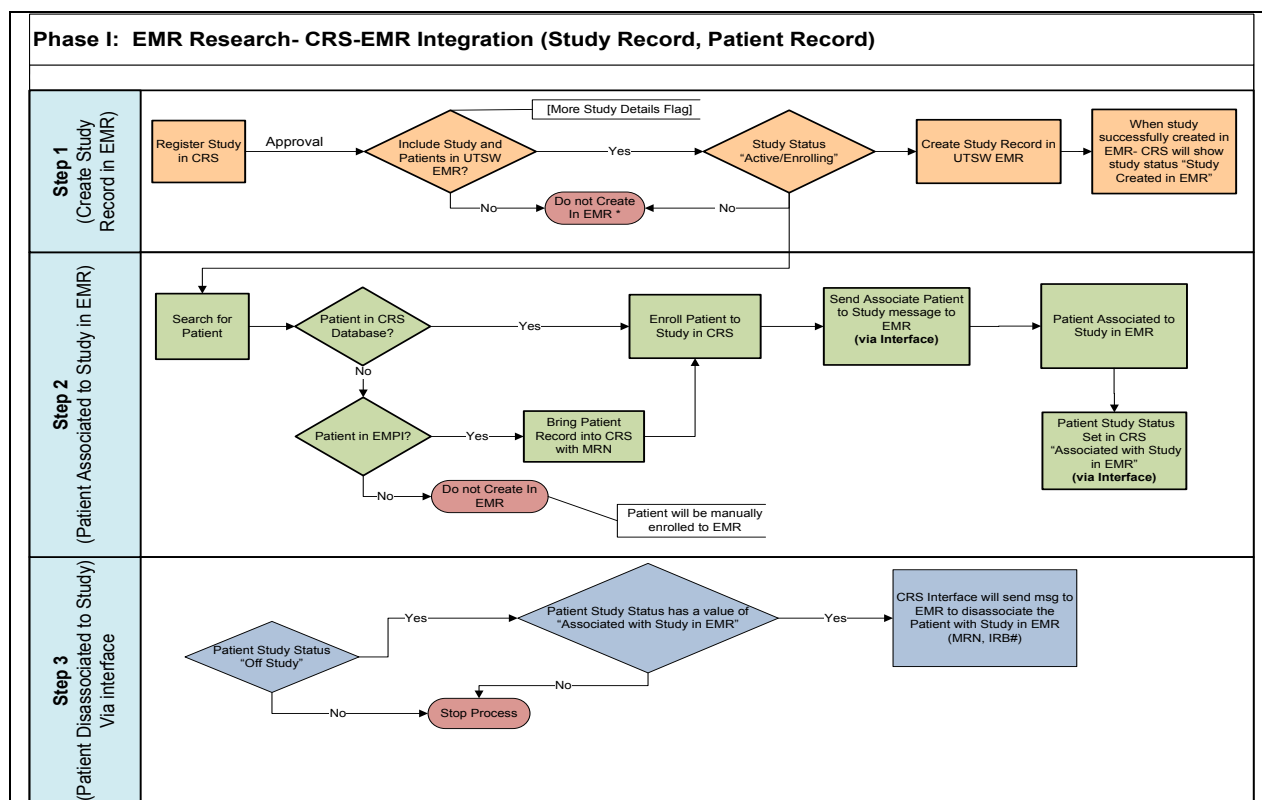 Phase I: EMR Research- CRS-EMR Integration (Study Record, Patient Record)
Step 1
(Create Study
Record in EMR)
Register Study
in CRS
Approval
Include Study and
Patients in UTSW
EMR?
[More Study Details Flag]
Yes
Study Status
“Active/Enrolling”
Create Study Record in
UTSW EMR
When study
successfully created in
EMR- CRS will show
study status “Study
Created in EMR”
No
Do not Create
In EMR *
No
Step 2
(Patient Associated to Study in EMR)
Search for
Patient
Patient in CRS
Database?
Yes
Enroll Patient to
Study in CRS
Send Associate Patient
to Study message to
EMR
(via Interface)
Patient Associated to
Study in EMR
No
Patient in EMPI?
Yes
Bring Patient
Record into CRS
with MRN
Patient Study Status
Set in CRS
“Associated with Study
in EMR”
(via Interface)
No
Do not Create In
EMR
Patient will be manually
enrolled to EMR
Step 3
(Patient Disassociated to Study)
Via interface
Patient Study Status
“Off Study”
Yes
Patient Study Status has a value of
“Associated with Study in EMR”
Yes
CRS Interface will send msg to
EMR to disassociate the
Patient with Study in EMR
(MRN, IRB#)
No
No
Stop Process